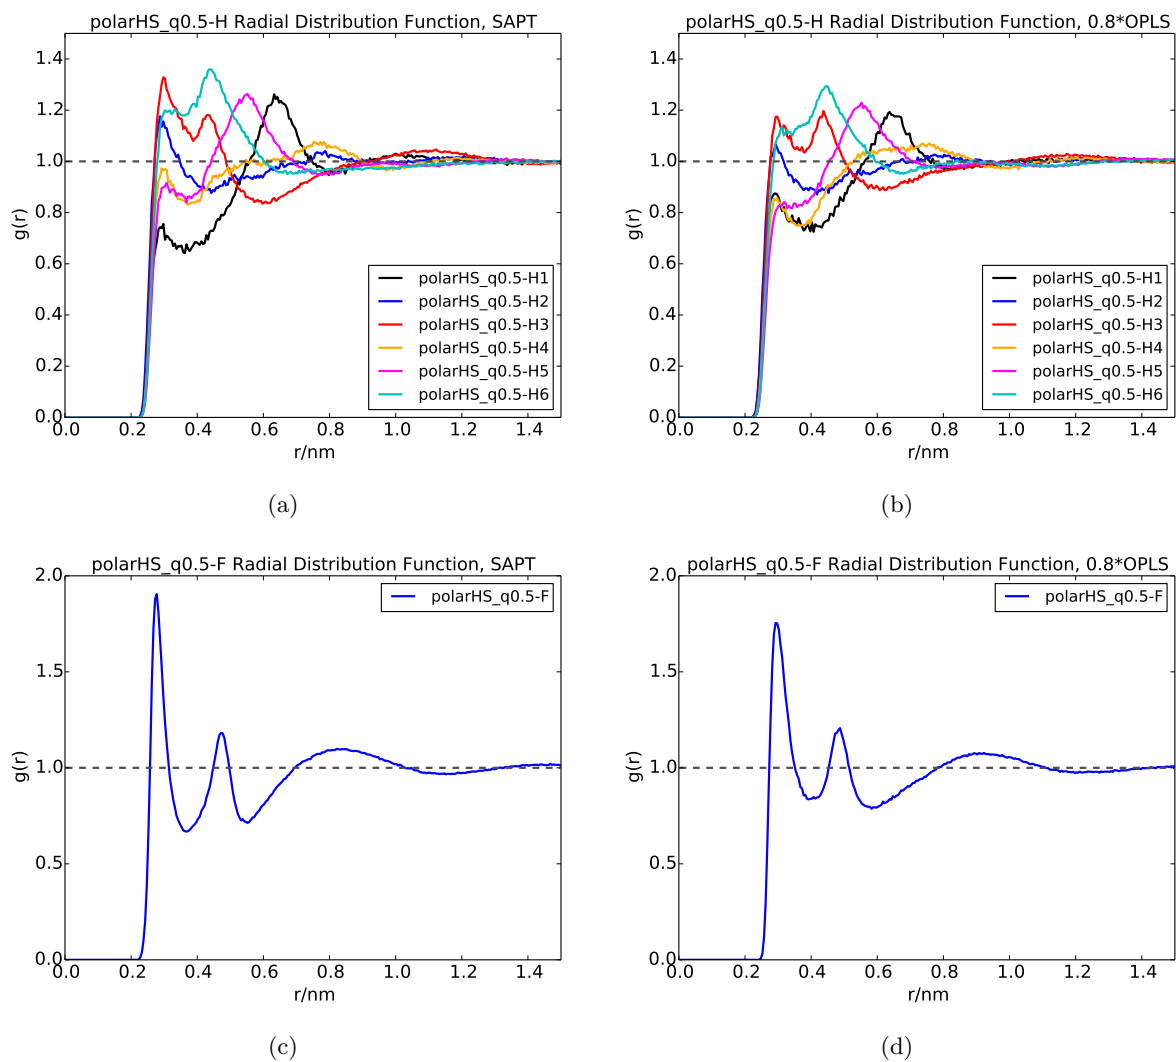 polarHS_q0.5-H Radial Distribution Function, SAPT
g(r)
1.4
1.2
1.0
0.8
0.6
0.4
0.2
0.0
polarHS_q0.5-H1
polarHS_q0.5-H2
polarHS_q0.5-H3
polarHS_q0.5-H4
polarHS_q0.5-H5
polarHS_q0.5-H6
0.0 0.2 0.4 0.6 0.8 1.0 1.2 1.4
r/nm
(a)
polarHS_q0.5-H Radial Distribution Function, 0.8*OPLS
g(r)
1.4
1.2
1.0
0.8
0.6
0.4
0.2
0.0
polarHS_q0.5-H1
polarHS_q0.5-H2
polarHS_q0.5-H3
polarHS_q0.5-H4
polarHS_q0.5-H5
polarHS_q0.5-H6
0.0 0.2 0.4 0.6 0.8 1.0 1.2 1.4
r/nm
(b)
polarHS_q0.5-F Radial Distribution Function, SAPT
g(r)
2.0
1.5
1.0
0.5
0.0
polarHS_q0.5-F
0.0 0.2 0.4 0.6 0.8 1.0 1.2 1.4
r/nm
(c)
polarHS_q0.5-F Radial Distribution Function, 0.8*OPLS
g(r)
2.0
1.5
1.0
0.5
0.0
polarHS_q0.5-F
0.0 0.2 0.4 0.6 0.8 1.0 1.2 1.4
r/nm
(d)